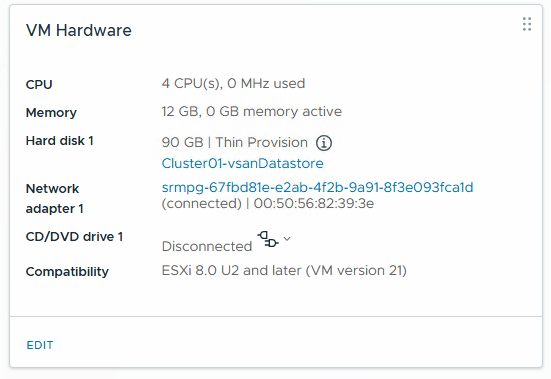 VM Hardware
CPU 4 CPU(s), 0 MHz used
Memory 12 GB, 0 GB memory active
Hard disk 1 90 GB | Thin Provision
Cluster01-vsanDatastore
Network adapter 1 srmpg-67fbd81e-e2ab-4f2b-9a91-8f3e093fca1d
(connected) | 00:50:56:82:39:3e
CD/DVD drive 1 Disconnected
Compatibility ESXi 8.0 U2 and later (VM version 21)
EDIT